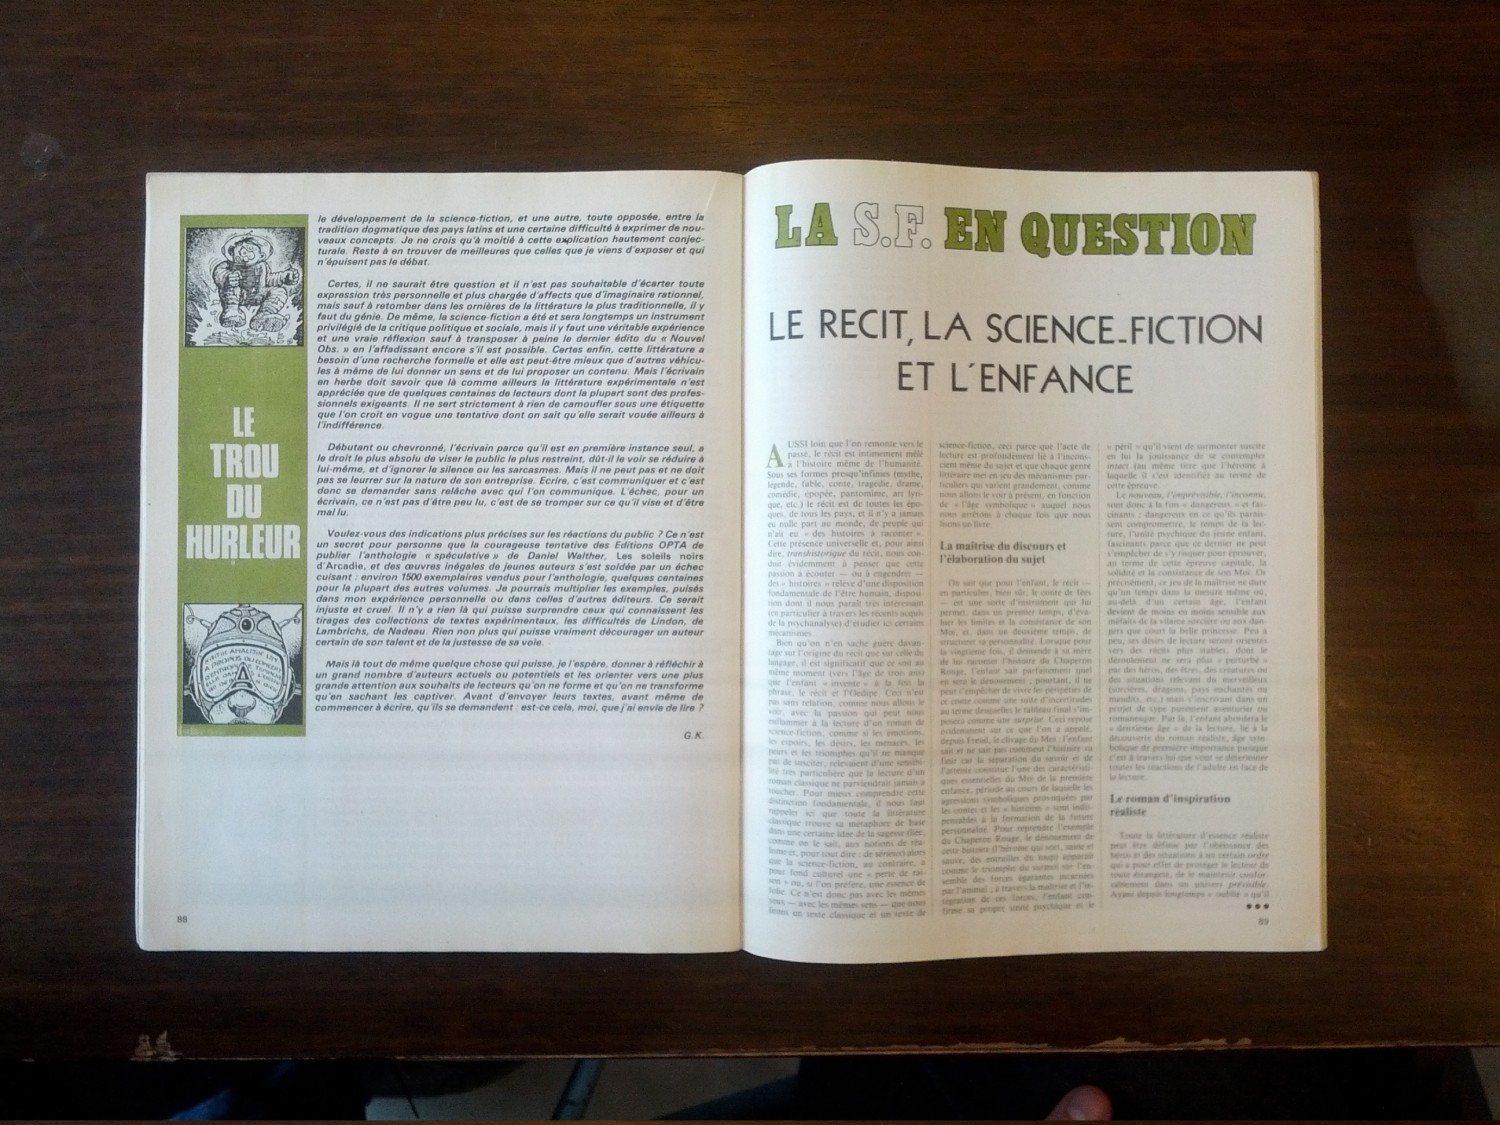 LE
TROU
DU
HURLEUR
le développement de la science-fiction, et une autre, toute opposée, entre la
tradition dogmatique des pays latins et une certaine difficulté à exprimer de nou-
veaux concepts. Je ne crois qu'à moitié à cette explication hautement conjec-
turale. Reste à en trouver de meilleures que celles que je viens d'exposer et qui
n'épuisent pas le débat.
Certes, il ne saurait être question et il n'est pas souhaitable d'écarter toute
expression très personnelle et plus chargée d'affects que d'imaginaire rationnel,
mais sauf à retomber dans les ornières de la littérature la plus traditionnelle, il y
faut du génie. De même, la science-fiction a été et sera longtemps un instrument
privilégié de la critique politique et sociale, mais il y faut une véritable expérience
et une vraie réflexion sauf à transposer à peine le dernier édito du « Nouvel
Obs. » en l'affadissant encore s'il est possible. Certes enfin, cette littérature a
besoin d'une recherche formelle et elle est peut-être mieux que d'autres véhicu-
les à même de lui donner un sens et de lui proposer un contenu. Mais l'écrivain
en herbe doit savoir que là comme ailleurs la littérature expérimentale n'est
appréciée que de quelques centaines de lecteurs dont la plupart sont des profes-
sionnels exigeants. Il ne sert strictement à rien de camoufler sous une étiquette
que l'on croit en vogue une tentative dont on sait qu'elle serait vouée ailleurs à
l'indifférence.
Débutant ou chevronné, l'écrivain parce qu'il est en première instance seul, a
le droit le plus absolu de viser le public le plus restreint, dût-il le voir se réduire à
lui-même, et d'ignorer le silence ou les sarcasmes. Mais il ne peut pas et ne doit
pas se leurrer sur la nature de son entreprise. Ecrire, c'est communiquer et c'est
donc se demander sans relâche avec qui l'on communique. L'échec, pour un
écrivain, ce n'est pas d'être peu lu, c'est de se tromper sur ce qu'il vise et d'être
mal lu.
Voulez-vous des indications plus précises sur les réactions du public ? Ce n'est
un secret pour personne que la courageuse tentative des Editions OPTA de
publier l'anthologie « spéculative » de Daniel Walther, Les soleils noirs
d'Arcadie, et des œuvres inégales de jeunes auteurs s'est soldée par un échec
cuisant : environ 1500 exemplaires vendus pour l'anthologie, quelques centaines
pour la plupart des autres volumes. Je pourrais multiplier les exemples, puisés
dans mon expérience personnelle ou dans celles d'autres éditeurs. Ce serait
injuste et cruel. Il n'y a rien là qui puisse surprendre ceux qui connaissent les
tirages des collections de textes expérimentaux, les difficultés de Lindon, de
Lambrichs, de Nadeau. Rien non plus qui puisse vraiment décourager un auteur
certain de son talent et de la justesse de sa voie.
Mais là tout de même quelque chose qui puisse, je l'espère, donner à réfléchir à
un grand nombre d'auteurs actuels ou potentiels et les orienter vers une plus
grande attention aux souhaits de lecteurs qu'on ne forme et qu'on ne transforme
qu'en sachant les captiver. Avant d'envoyer leurs textes, avant même de
commencer à écrire, qu'ils se demandent : est-ce cela, moi, que j'ai envie de lire ?
G.K.
88
LA S.F. EN QUESTION
LE RECIT, LA SCIENCE-FICTION
ET L'ENFANCE
AUSSI loin que l'on remonte vers le
passé, le récit est intimement mêlé
à l'histoire même de l'humanité.
Sous ses formes presqu'infinies (mythe,
légende, fable, conte, tragédie, drame,
comédie, épopée, pantomime, art lyri-
que, etc.) le récit est de toutes les épo-
ques, de tous les pays, et il n'y a jamais
eu nulle part au monde, de peuple qui
n'ait eu « des histoires à raconter ».
Cette présence universelle et, pour ainsi
dire, transhistorique du récit, nous con-
duit évidemment à penser que cette
passion à écouter — ou à engendrer —
des « histoires » relève d'une disposition
fondamentale de l'être humain, disposi-
tion dont il nous paraît très intéressant
(en particulier à travers les récents acquis
de la psychanalyse) d'étudier ici certains
mécanismes.
Bien qu'on n'en sache guère davan-
tage sur l'origine du récit que sur celle du
langage, il est significatif que ce soit au
même moment (vers l'âge de trois ans)
que l'enfant « invente » à la fois la
phrase, le récit et l'Oedipe. Ceci n'est
pas sans relation, comme nous allons le
voir, avec la passion qui peut nous
enflammer à la lecture d'un roman de
science-fiction, comme si les émotions,
les espoirs, les désirs, les menaces, les
peurs et les triomphes qu'il ne manque
pas de susciter, relevaient d'une sensibi-
lité très particulière que la lecture d'un
roman classique ne parviendrait jamais à
toucher. Pour mieux comprendre cette
distinction fondamentale, il nous faut
rappeler ici que toute la littérature
classique trouve sa métaphore de base
dans une certaine idée de la sagesse (liée,
comme on le sait, aux notions de réa-
lisme et, pour tout dire : de sérieux) alors
que la science-fiction, au contraire, a
pour fond culturel une « perte de rai-
son » ou, si l'on préfère, une essence de
folie. Ce n'est donc pas avec les mêmes
yeux — avec les mêmes sens — que nous
lirons un texte classique et un texte de
science-fiction, ceci parce que l'acte de
lecture est profondément lié à l'incons-
cient même du sujet et que chaque genre
littéraire met en jeu des mécanismes par-
ticuliers qui varient grandement, comme
nous allons le voir à présent, en fonction
de « l'âge symbolique » auquel nous
nous arrêtons à chaque fois que nous
lisons un livre.
La maîtrise du discours et
l'élaboration du sujet
On sait que pour l'enfant, le récit —
en particulier, bien sûr, le conte de fées
— est une sorte d'instrument qui lui
permet, dans un premier temps, d'éva-
luer les limites et la consistance de son
Moi, et, dans un deuxième temps, de
structurer sa personnalité. Lorsque pour
la vingtième fois, il demande à sa mère
de lui raconter l'histoire du Chaperon
Rouge, l'enfant sait parfaitement quel
en sera le dénouement ; pourtant, il ne
peut s'empêcher de vivre les péripéties de
ce conte comme une suite d'incertitudes
au terme desquelles le tableau final s'im-
posera comme une surprise. Ceci repose
évidemment sur ce que l'on a appelé,
depuis Freud, le clivage du Moi : l'enfant
sait et ne sait pas comment l'histoire va
finir car la séparation du savoir et de
l'attente constitue l'une des caractéristi-
ques essentielles du Moi de la première
enfance, période au cours de laquelle les
agressions symboliques provoquées par
les contes et les « histoires » sont indis-
pensables à la formation de la future
personnalité. Pour reprendre l'exemple
du Chaperon Rouge, le dénouement de
cette histoire (l'héroïne qui sort, saine et
sauve, des entrailles du loup) apparaît
comme le triomphe du surmoi sur l'en-
semble des forces égarantes incarnées
par l'animal ; à travers la maîtrise et l'in-
tégration de ses forces, l'enfant con-
firme sa propre unité psychique et le
« péril » qu'il vient de surmonter suscite
en lui la jouissance de se contempler
intact (au même titre que l'héroïne à
laquelle il s'est identifié) au terme de
cette épreuve.
Le nouveau, l'imprévisible, l'inconnu,
sont donc à la fois « dangereux » et fas-
cinants : dangereux en ce qu'ils parais-
sent compromettre, le temps de la lec-
ture, l'unité psychique du jeune enfant,
fascinants parce que ce dernier ne peut
s'empêcher de s'y risquer pour éprouver,
au terme de cette épreuve capitale, la
solidité et la consistance de son Moi. Or
précisément, ce jeu de la maîtrise ne dure
qu'un temps dans la mesure même où,
au-delà d'un certain âge, l'enfant
devient de moins en moins sensible aux
méfaits de la vilaine sorcière ou aux dan-
gers que court la belle princesse. Peu à
peu, ses désirs de lecture seront orientés
vers des récits plus stables, dont le
déroulement ne sera plus « perturbé »
par des héros, des êtres, des créatures ou
des situations relevant du merveilleux
(sorcières, dragons, pays enchantés ou
maudits, etc.) mais s'inscrivant dans un
projet de type purement aventurier ou
romanesque. Par là, l'enfant abordera le
« deuxième âge » de la lecture, lié à la
découverte du roman réaliste, âge sym-
bolique de première importance puisque
c'est à travers lui que vont se déterminer
toutes les réactions de l'adulte en face de
la lecture.
Le roman d'inspiration
réaliste
Toute la littérature d'essence réaliste
peut être définie par l'obéissance des
héros et des situations à un certain ordre
qui a pour effet de protéger le lecteur de
toute étrangeté, de le maintenir confor-
tablement dans un univers prévisible.
Ayant depuis longtemps « oublié » qu'il
●●●
89